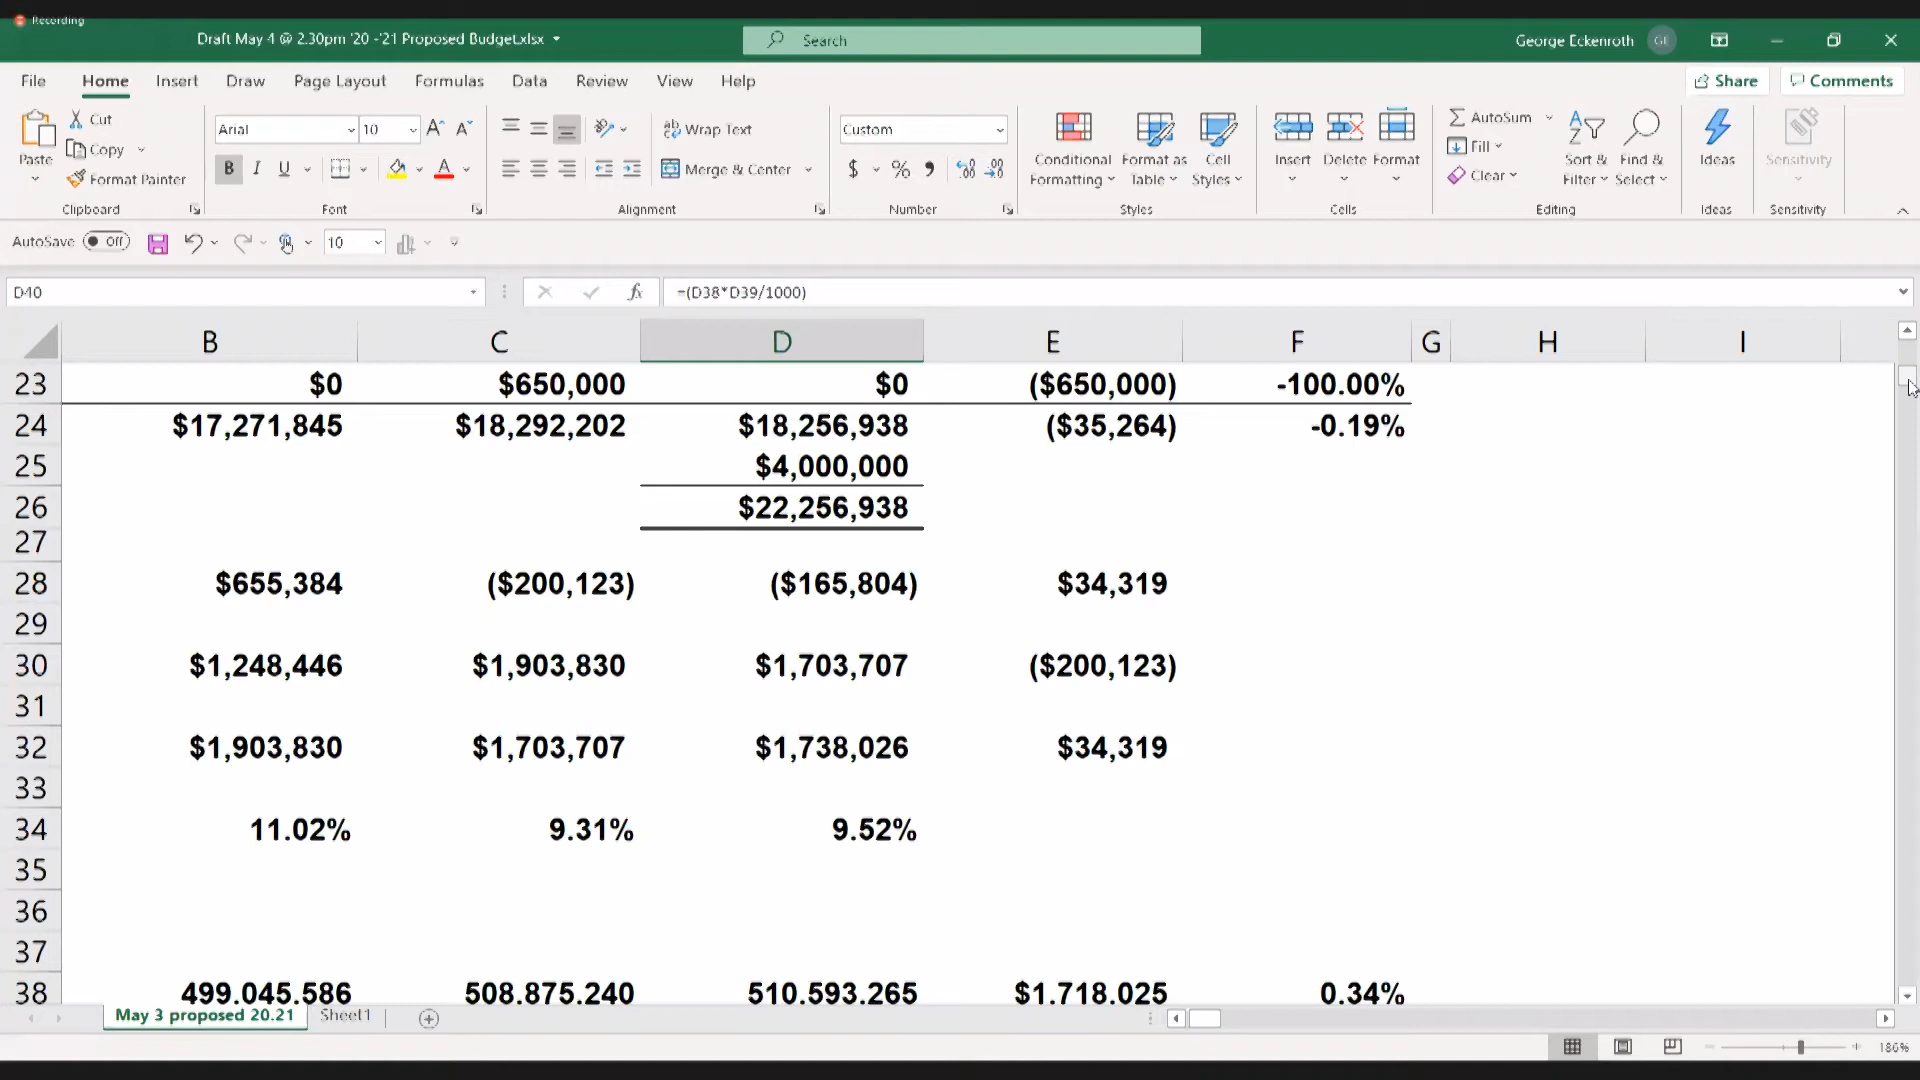 Recording
Draft May 4 @ 2.30pm '20 -'21 Proposed Budget.xlsx
Search
George Eckenroth GE
File Home Insert Draw Page Layout Formulas Data Review View Help
Share Comments
Paste
Cut
Copy
Format Painter
Clipboard
Arial 10
B I U
Font
Wrap Text
Merge & Center
Alignment
Custom
$ % 9
Number
Conditional Formatting
Format as Table
Cell Styles
Styles
Insert Delete Format
Cells
AutoSum
Fill
Clear
Sort & Filter
Find & Select
Editing
Ideas
Ideas
Sensitivity
Sensitivity
AutoSave Off 10
D40 fx =(D38*D39/1000)
B C D E F G H I
23 $0 $650,000 $0 ($650,000) -100.00%
24 $17,271,845 $18,292,202 $18,256,938 ($35,264) -0.19%
25 $4,000,000
26 $22,256,938
27
28 $655,384 ($200,123) ($165,804) $34,319
29
30 $1,248,446 $1,903,830 $1,703,707 ($200,123)
31
32 $1,903,830 $1,703,707 $1,738,026 $34,319
33
34 11.02% 9.31% 9.52%
35
36
37
38 499.045.586 508.875.240 510.593.265 $1.718.025 0.34%
May 3 proposed 20.21 Sheet1
186%